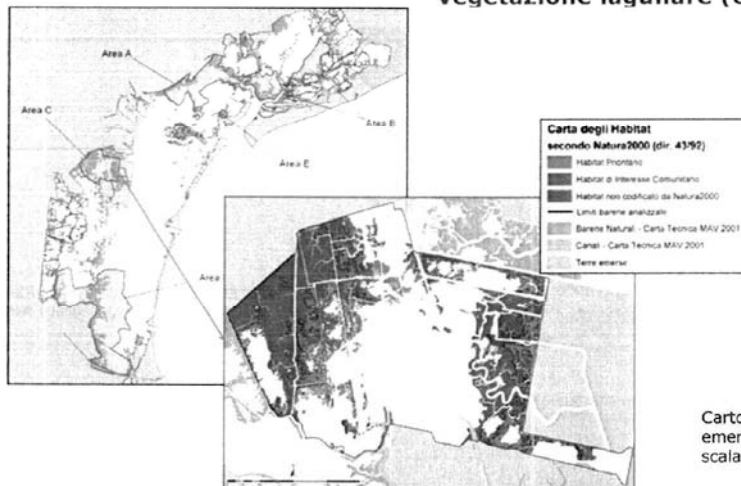 Vegetazione lagunare (
Area A
Area C
Area B
Area E
Area
Carta degli Habitat
secondo Natura2000 (dir. 43/92)
Habitat Prioritario
Habitat di Interesse Comunitario
Habitat non codificato da Natura2000
Limiti barene analizzate
Barene Naturali - Carta Tecnica MAV 2001
Canali - Carta Tecnica MAV 2001
Terre emerse
Carto
emer
scala